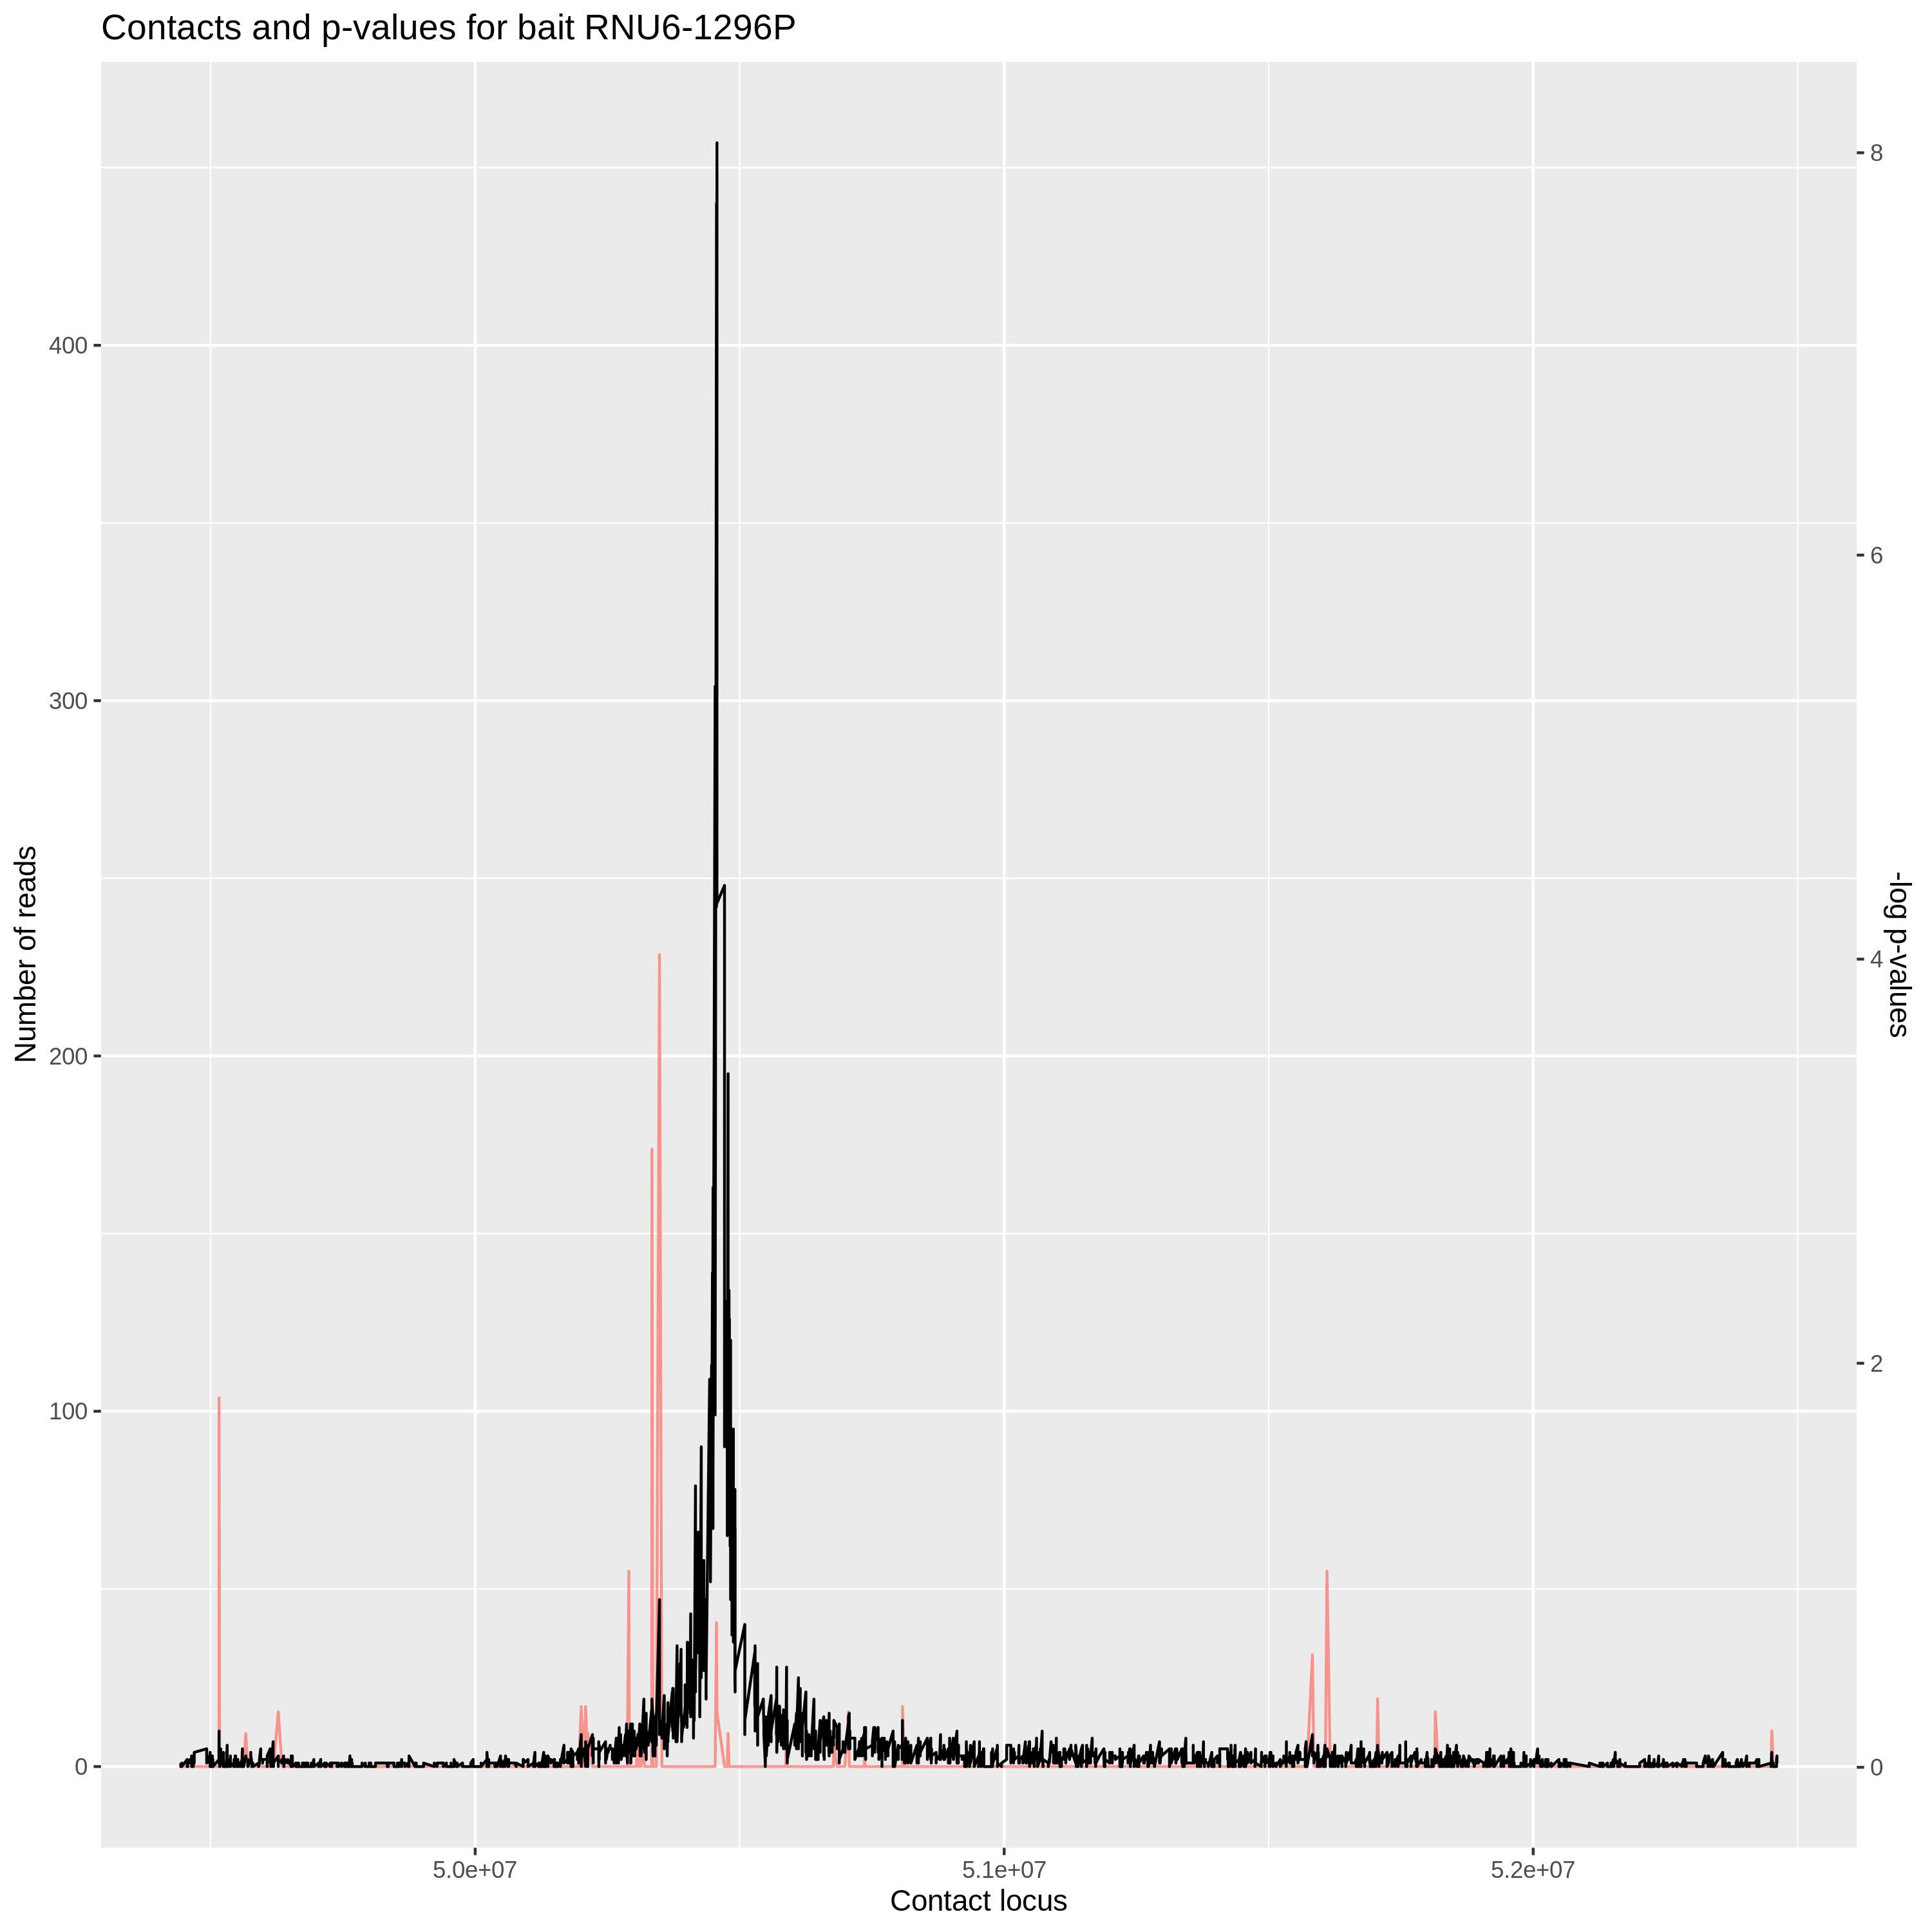 Contacts and p-values for bait RNU6-1296P
400
300
200
100
0
8
6
4
2
0
Number of reads
-log p-values
5.0e+07
5.1e+07
5.2e+07
Contact locus